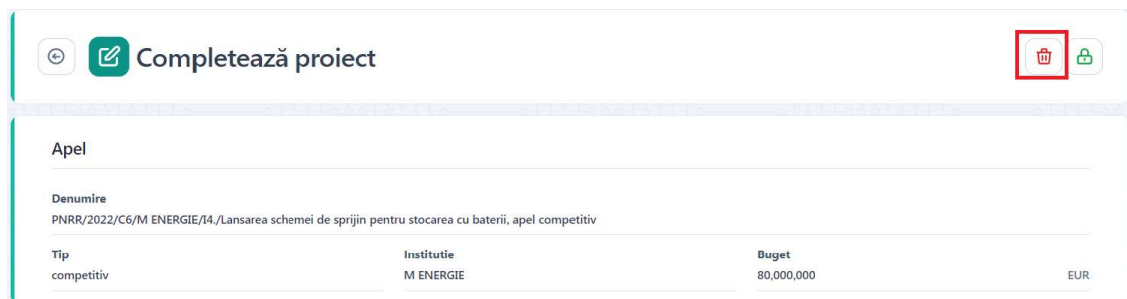 Completează proiect
Apel
Denumire
PNRR/2022/C6/M ENERGIE/I4./Lansarea schemei de sprijin pentru stocarea cu baterii, apel competitiv
Tip
Institutie
Buget
competitiv
M ENERGIE
80,000,000
EUR